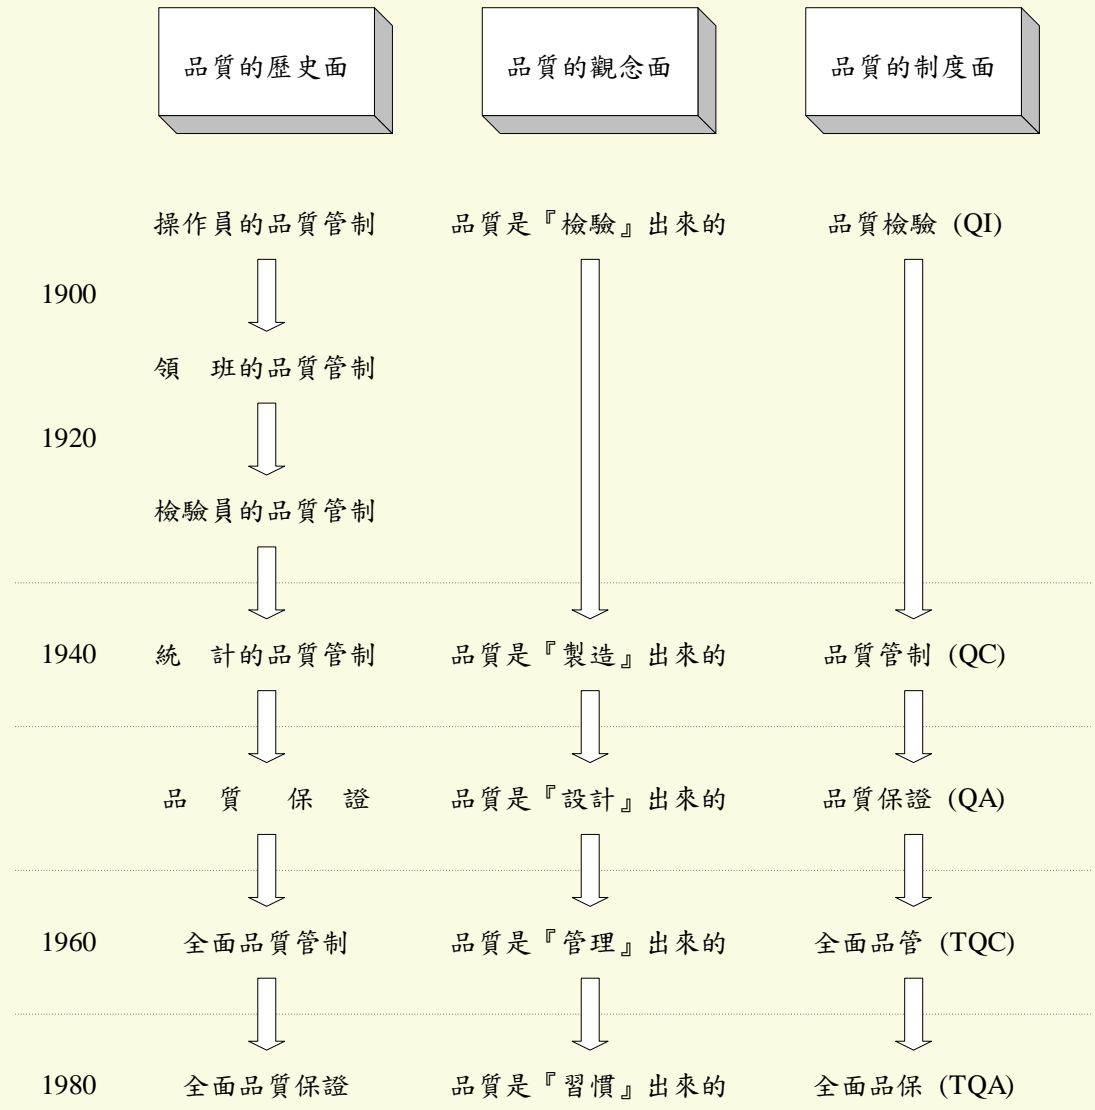 品質的歷史面 品質的觀念面 品質的制度面
操作員的品質管制 品質是『檢驗』出來的 品質檢驗 (QI)
1900
領 班的品質管制
1920
檢驗員的品質管制
1940 統 計的品質管制 品質是『製造』出來的 品質管制 (QC)
品 質 保 證 品質是『設計』出來的 品質保證 (QA)
1960 全面品質管制 品質是『管理』出來的 全面品管 (TQC)
1980 全面品質保證 品質是『習慣』出來的 全面品保 (TQA)